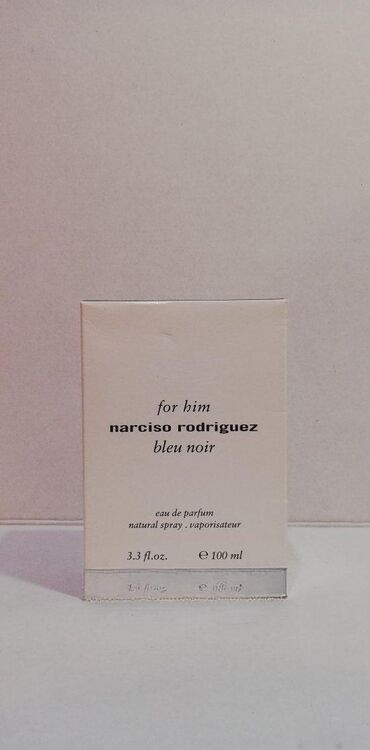 for him
narciso rodriguez
bleu noir
eau de parfum
natural spray . vaporisateur
3.3 fl.oz. ℮ 100 ml